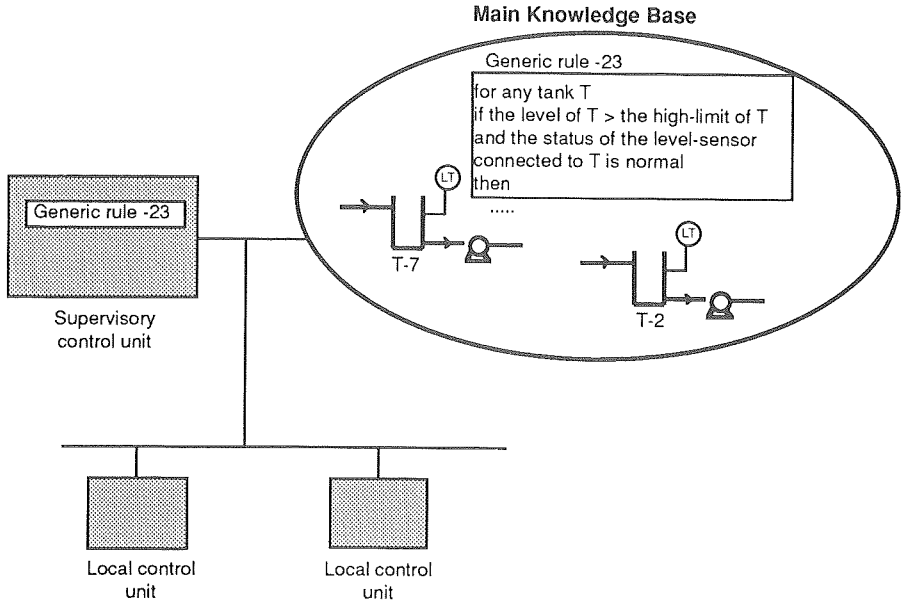 Main Knowledge Base
Generic rule -23
for any tank T
if the level of T > the high-limit of T
and the status of the level-sensor
connected to T is normal
then
.....
LT
T-7
LT
T-2
Generic rule -23
Supervisory
control unit
Local control
unit
Local control
unit